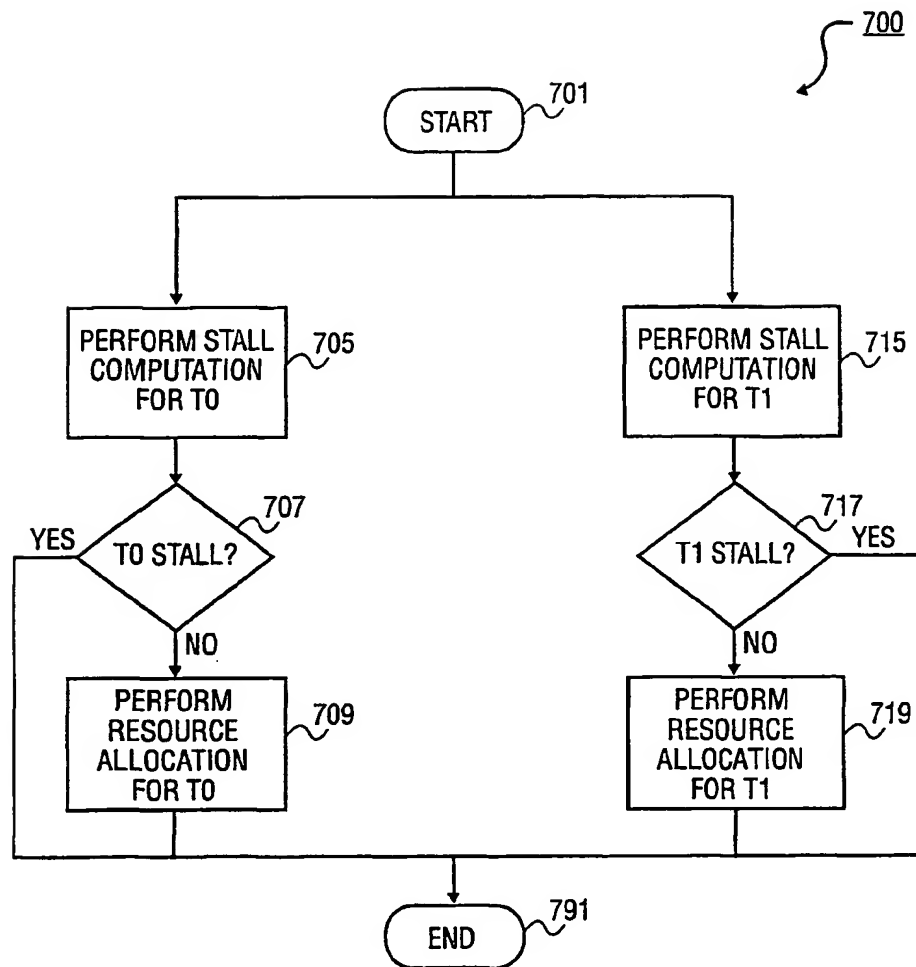 700
701
START
PERFORM STALL
COMPUTATION
FOR T0
705
PERFORM STALL
COMPUTATION
FOR T1
715
707
T0 STALL?
YES
NO
717
T1 STALL?
YES
NO
PERFORM
RESOURCE
ALLOCATION
FOR T0
709
PERFORM
RESOURCE
ALLOCATION
FOR T1
719
END
791